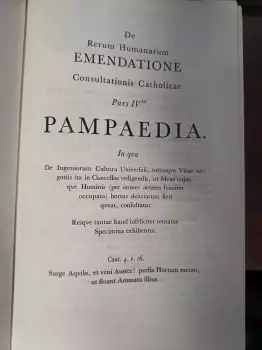 De
Rerum Humanarum
EMENDATIONE
Consultationis Catholicae
Pars IVta
PAMPAEDIA.
In qua
De Ingeniorum Cultura Universali, totiusque Vitae ne-
gotiis ita in Cancellos redigendis, ut Mens cujus-
que Hominis (per omnes aetates suaviter
occupata) hortus deliciarum fieri
queat, consultatur.
Reique tantae haud infeliciter tentatae
Specimina exhibentur.
Cant. 4. v. 16.
Surge Aqvilo, et veni Auster! perfla Hortum meum,
ut fluant Aromata illius.